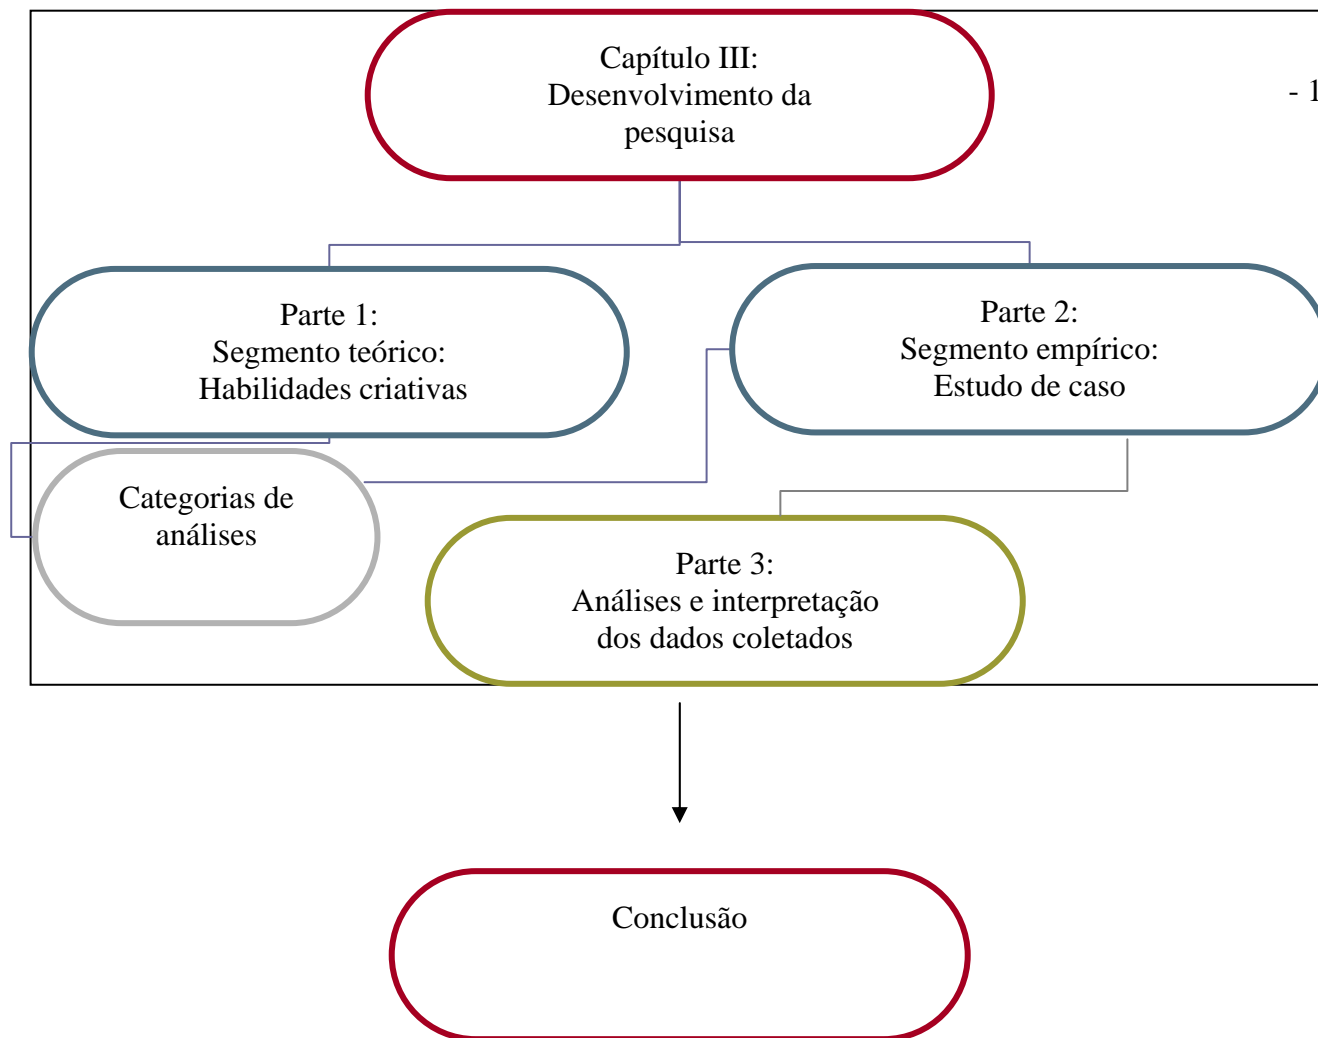 Capítulo III:
Desenvolvimento da
pesquisa
- 1
Parte 1:
Segmento teórico:
Habilidades criativas
Parte 2:
Segmento empírico:
Estudo de caso
Categorias de
análises
Parte 3:
Análises e interpretação
dos dados coletados
Conclusão